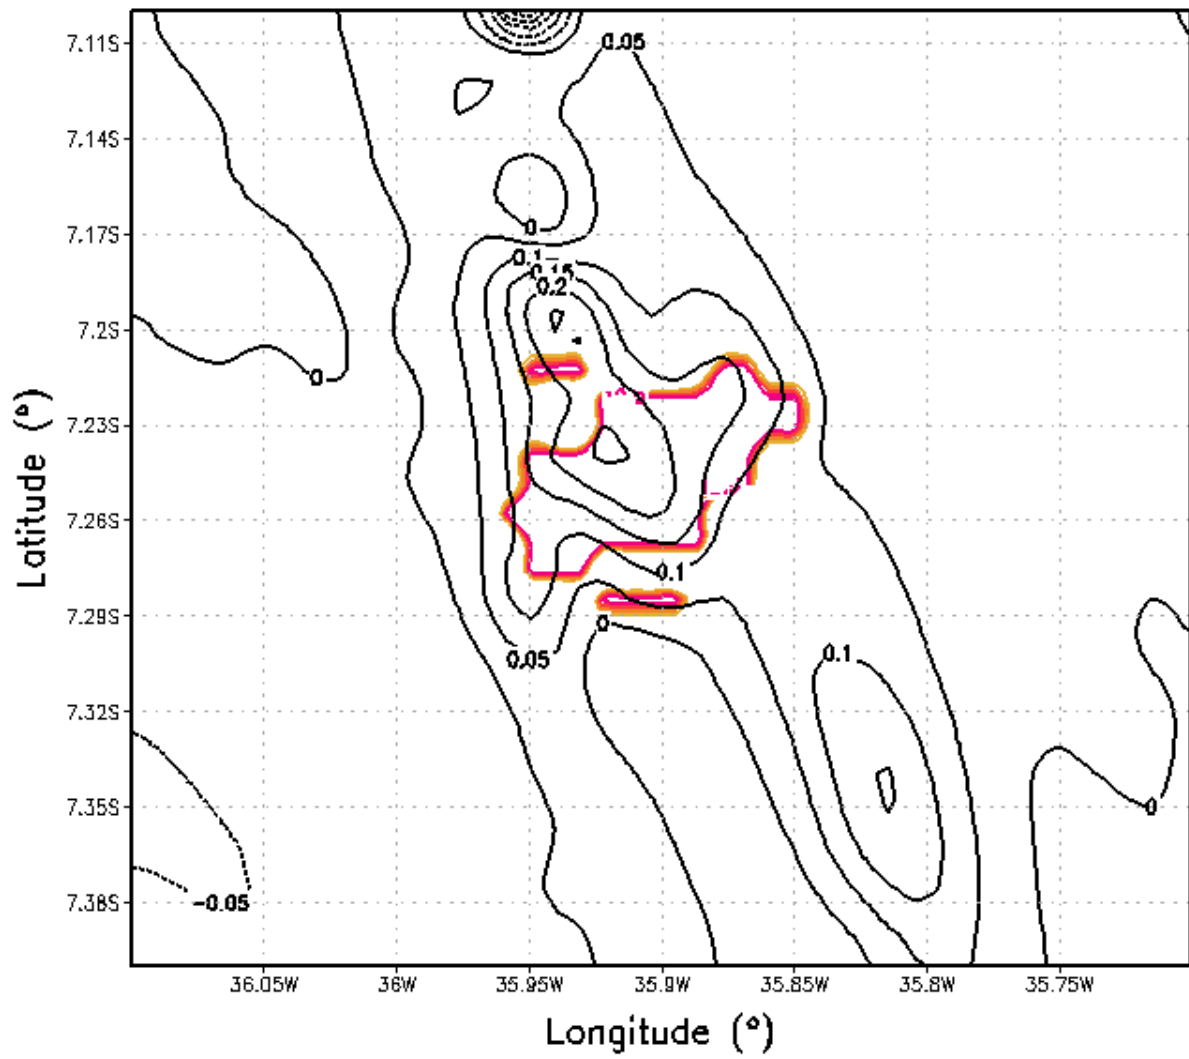 7.11S
0.05
7.14S
7.17S
0
0.1
0.15
0.2
7.2S
0
7.23S
7.26S
0.1
7.29S
0
0.05
0.1
7.32S
7.35S
0
7.38S
-0.05
36.05W
36W
35.95W
35.9W
35.85W
35.8W
35.75W
Latitude (°)
Longitude (°)